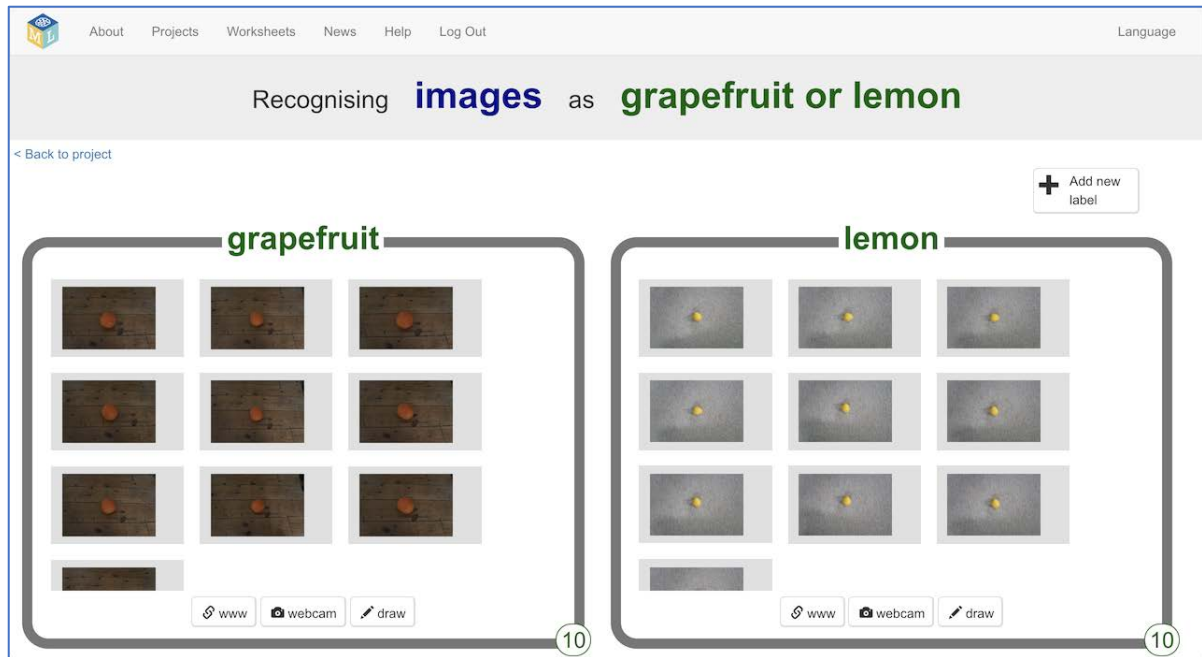 ML
About Projects Worksheets News Help Log Out Language
Recognising images as grapefruit or lemon
< Back to project
Add new
label
grapefruit
www webcam draw
10
lemon
www webcam draw
10